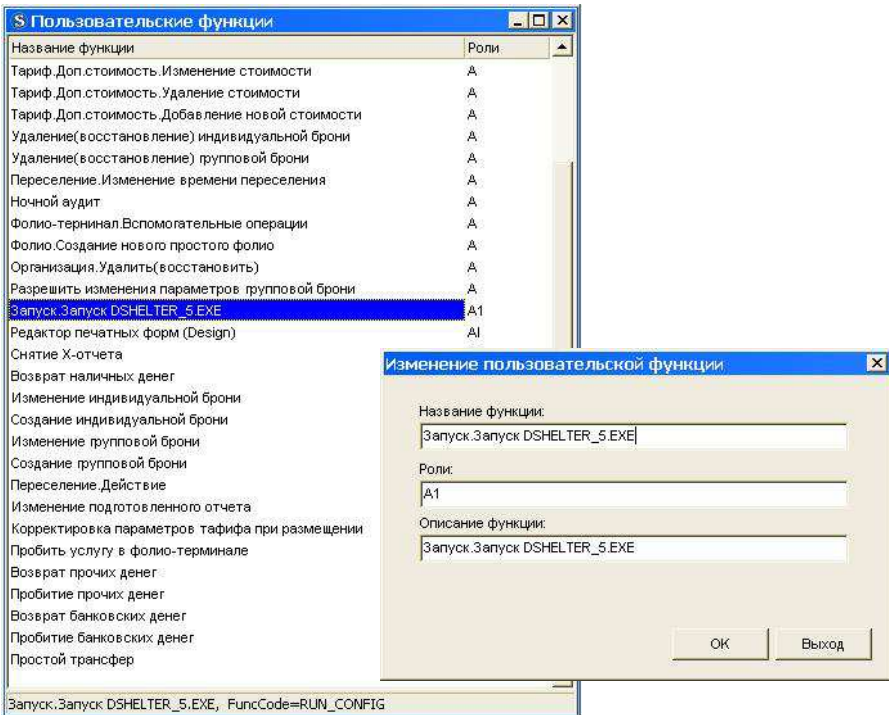 S Пользовательские функции
Название функции Роли
Тариф.Доп.стоимость.Изменение стоимости А
Тариф.Доп.стоимость.Удаление стоимости А
Тариф.Доп.стоимость.Добавление новой стоимости А
Удаление(восстановление) индивидуальной брони А
Удаление(восстановление) групповой брони А
Переселение.Изменение времени переселения А
Ночной аудит А
Фолио-тернинал.Вспомогательные операции А
Фолио.Создание нового простого фолио А
Организация.Удалить(восстановить) А
Разрешить изменения параметров групповой брони А
Запуск.Запуск DSHELTER_5.EXE A1
Редактор печатных форм (Design) AI
Снятие X-отчета
Возврат наличных денег
Изменение индивидуальной брони
Создание индивидуальной брони
Изменение групповой брони
Создание групповой брони
Переселение.Действие
Изменение подготовленного отчета
Корректировка параметров тафифа при размещении
Пробить услугу в фолио-терминале
Возврат прочих денег
Пробитие прочих денег
Возврат банковских денег
Пробитие банковских денег
Простой трансфер
Запуск.Запуск DSHELTER_5.EXE, FuncCode=RUN_CONFIG
Изменение пользовательской функции
Название функции:
Запуск.Запуск DSHELTER_5.EXE
Роли:
A1
Описание функции:
Запуск.Запуск DSHELTER_5.EXE
OK Выход